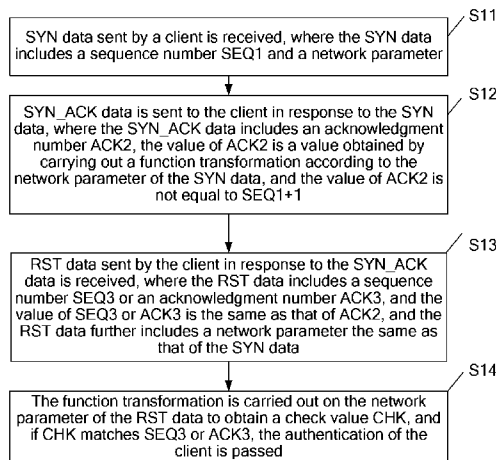 S11
SYN data sent by a client is received, where the SYN data
includes a sequence number SEQ1 and a network parameter
S12
SYN_ACK data is sent to the client in response to the SYN
data, where the SYN_ACK data includes an acknowledgment
number ACK2, the value of ACK2 is a value obtained by
carrying out a function transformation according to the
network parameter of the SYN data, and the value of ACK2 is
not equal to SEQ1+1
S13
RST data sent by the client in response to the SYN_ACK
data is received, where the RST data includes a sequence
number SEQ3 or an acknowledgment number ACK3, and the
value of SEQ3 or ACK3 is the same as that of ACK2, and the
RST data further includes a network parameter the same as
that of the SYN data
S14
The function transformation is carried out on the network
parameter of the RST data to obtain a check value CHK, and
if CHK matches SEQ3 or ACK3, the authentication of the
client is passed